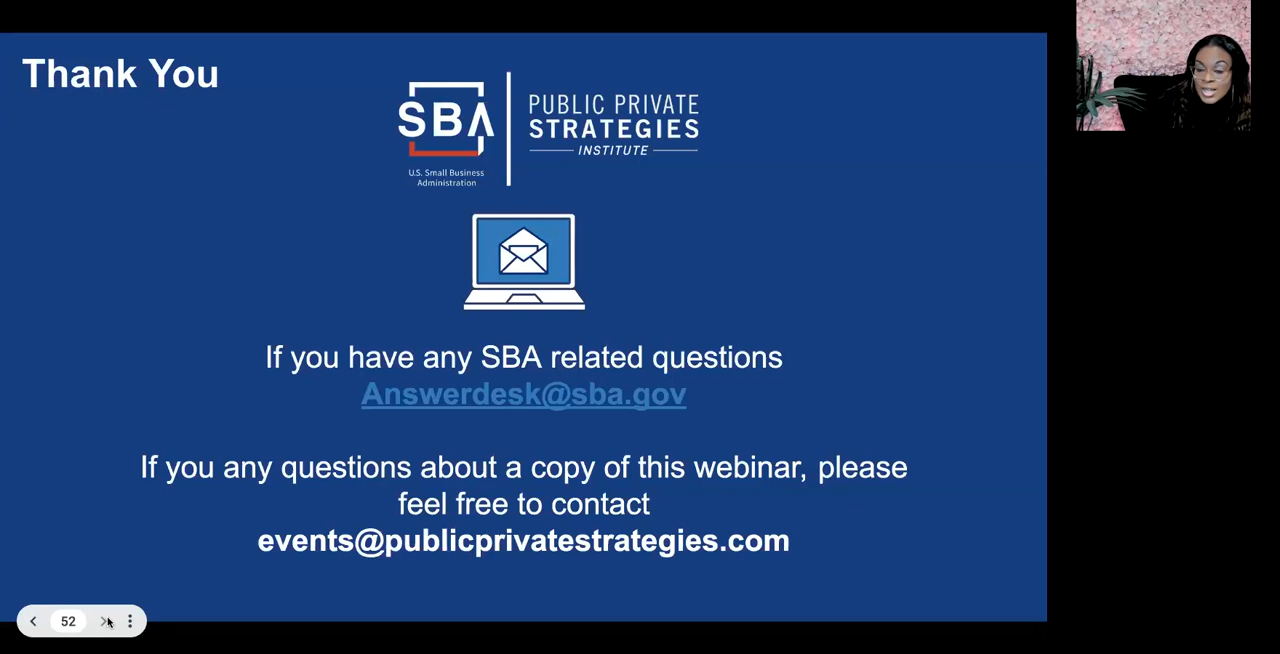 Thank You
SBA
U.S. Small Business
Administration
PUBLIC PRIVATE
STRATEGIES
INSTITUTE
If you have any SBA related questions
Answerdesk@sba.gov
If you any questions about a copy of this webinar, please
feel free to contact
events@publicprivatestrategies.com
52